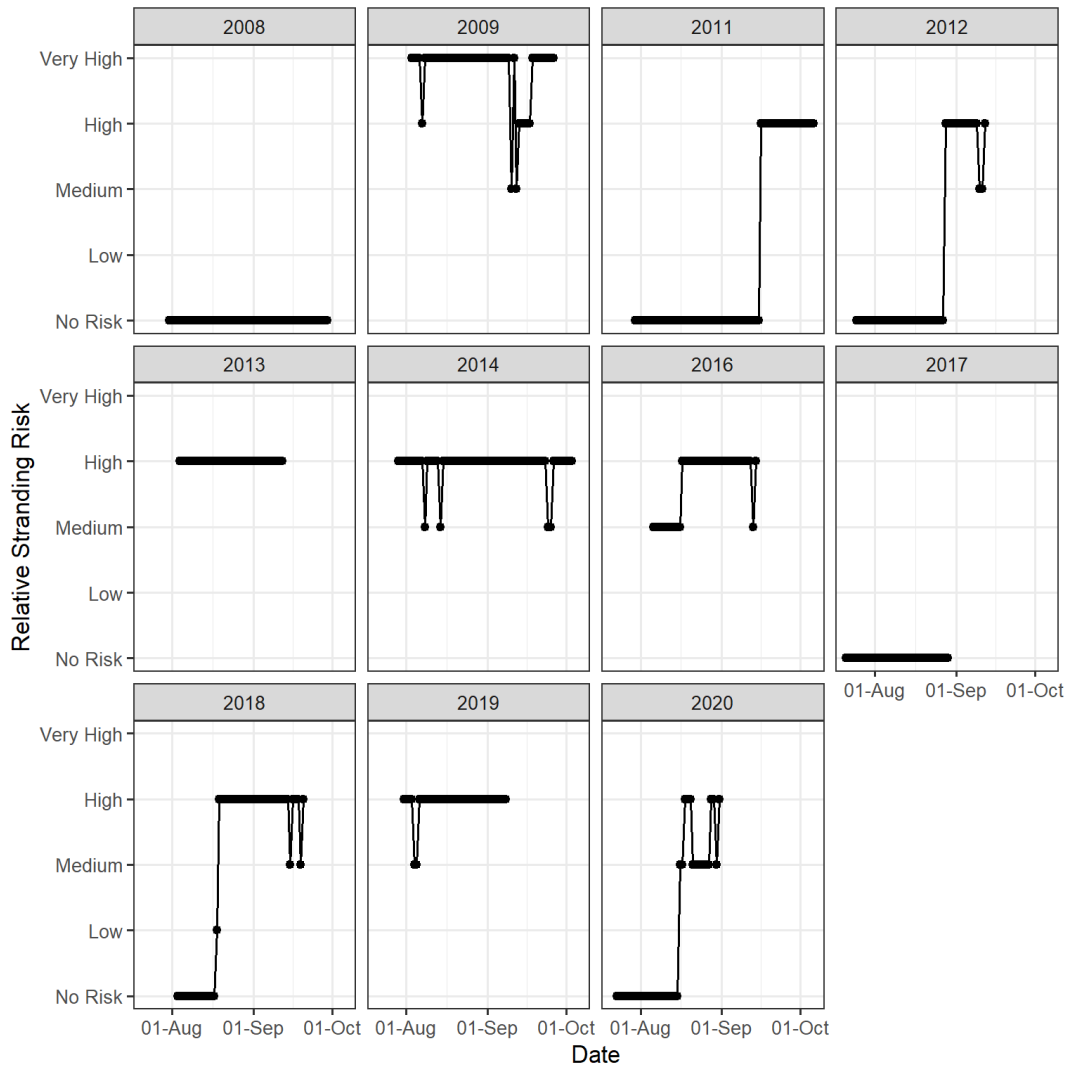 2008 2009 2011 2012
Very High
High
Medium
Low
No Risk
2013 2014 2016 2017
Very High
High
Medium
Low
No Risk
01-Aug 01-Sep 01-Oct
2018 2019 2020
Very High
High
Medium
Low
No Risk
01-Aug 01-Sep 01-Oct 01-Aug 01-Sep 01-Oct 01-Aug 01-Sep 01-Oct
Date
Relative Stranding Risk